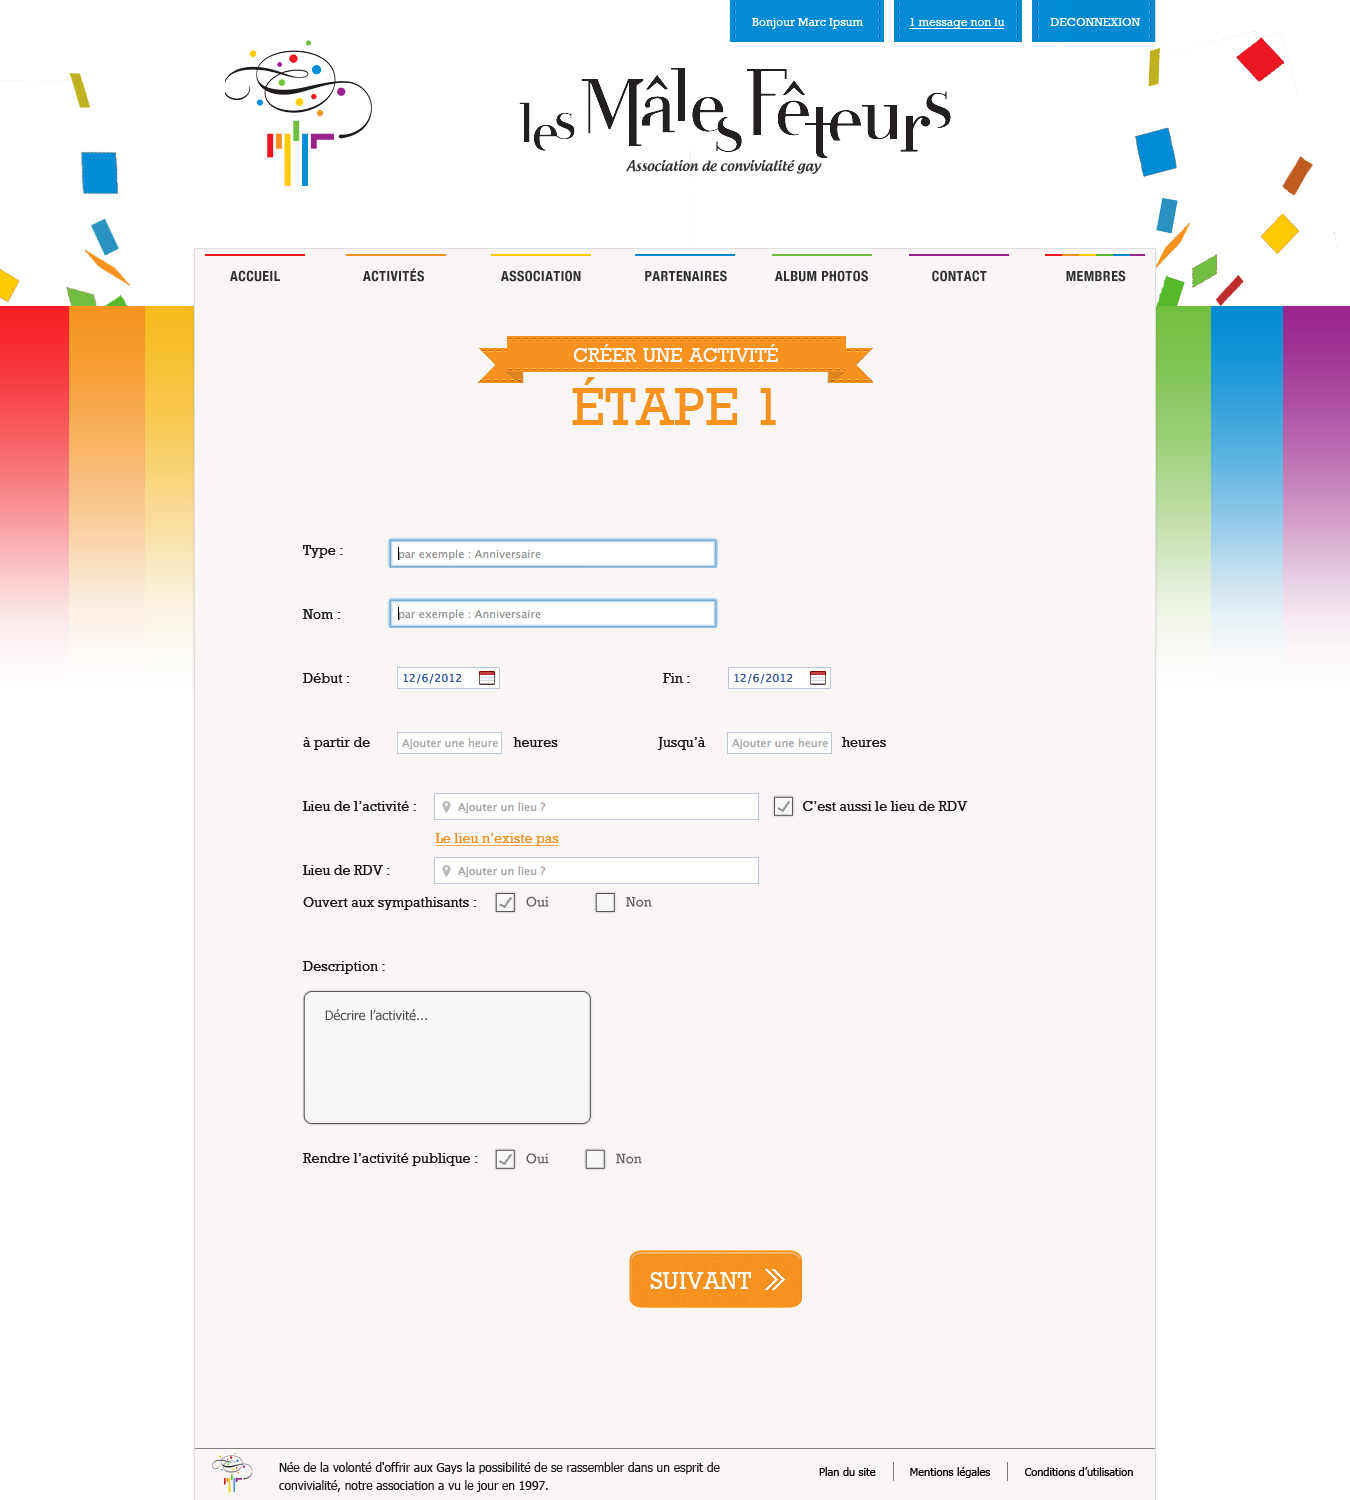 Bonjour Marc Ipsum
1 message non lu
DECONNEXION
les Mâles Fêteurs
Association de convivialité gay
ACCUEIL
ACTIVITÉS
ASSOCIATION
PARTENAIRES
ALBUM PHOTOS
CONTACT
MEMBRES
CRÉER UNE ACTIVITÉ
ÉTAPE 1
Type : par exemple : Anniversaire
Nom : par exemple : Anniversaire
Début : 12/6/2012 Fin : 12/6/2012
à partir de Ajouter une heure heures Jusqu'à Ajouter une heure heures
Lieu de l'activité : Ajouter un lieu ? C'est aussi le lieu de RDV
Le lieu n'existe pas
Lieu de RDV : Ajouter un lieu ?
Ouvert aux sympathisants : Oui Non
Description :
Décrire l'activité...
Rendre l'activité publique : Oui Non
SUIVANT
Née de la volonté d'offrir aux Gays la possibilité de se rassembler dans un esprit de
convivialité, notre association a vu le jour en 1997.
Plan du site
Mentions légales
Conditions d'utilisation